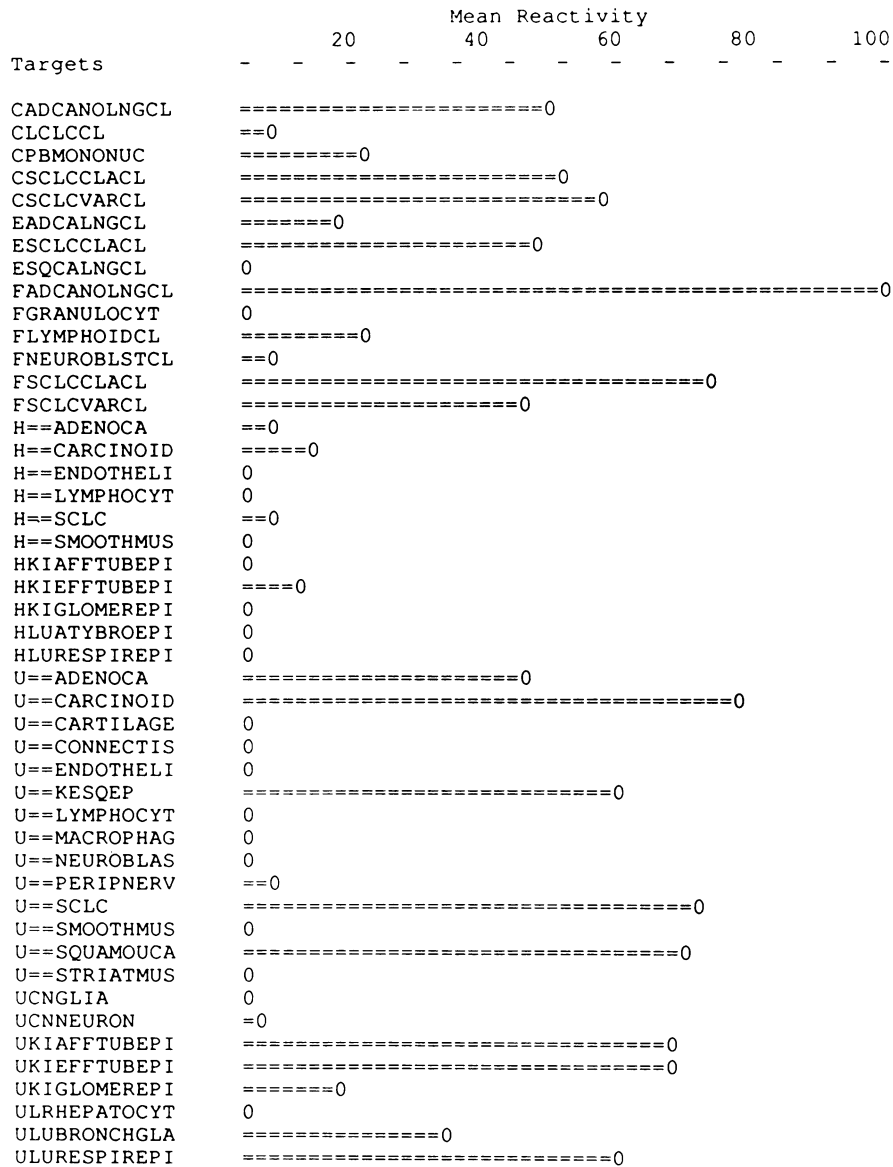 Mean Reactivity
20 40 60 80 100
Targets - - - - - - - - - - - - -
CADCANOLNGCL =======================0
CLCLCCL ==0
CPBMONONUC =========0
CSCLCCLACL ========================0
CSCLCVARCL ===========================0
EADCALNGCL =======0
ESCLCCLACL ======================0
ESQCALNGCL 0
FADCANOLNGCL ================================================0
FGRANULOCYT 0
FLYMPHOIDCL =========0
FNEUROBLSTCL ==0
FSCLCCLACL ===================================0
FSCLCVARCL =====================0
H==ADENOCA ==0
H==CARCINOID =====0
H==ENDOTHELI 0
H==LYMPHOCYT 0
H==SCLC ==0
H==SMOOTHMUS 0
HKIAFFTUBEPI 0
HKIEFFTUBEPI ====0
HKIGLOMEREPI 0
HLUATYBROEPI 0
HLURESPIREPI 0
U==ADENOCA =====================0
U==CARCINOID =====================================0
U==CARTILAGE 0
U==CONNECTIS 0
U==ENDOTHELI 0
U==KESQEP ============================0
U==LYMPHOCYT 0
U==MACROPHAG 0
U==NEUROBLAS 0
U==PERIPNERV ==0
U==SCLC ==================================0
U==SMOOTHMUS 0
U==SQUAMOUCA =================================0
U==STRIATMUS 0
UCNGLIA 0
UCNNEURON =0
UKIAFFTUBEPI ================================0
UKIEFFTUBEPI ================================0
UKIGLOMEREPI =======0
ULRHEPATOCYT 0
ULUBRONCHGLA ===============0
ULURESPIREPI ============================0